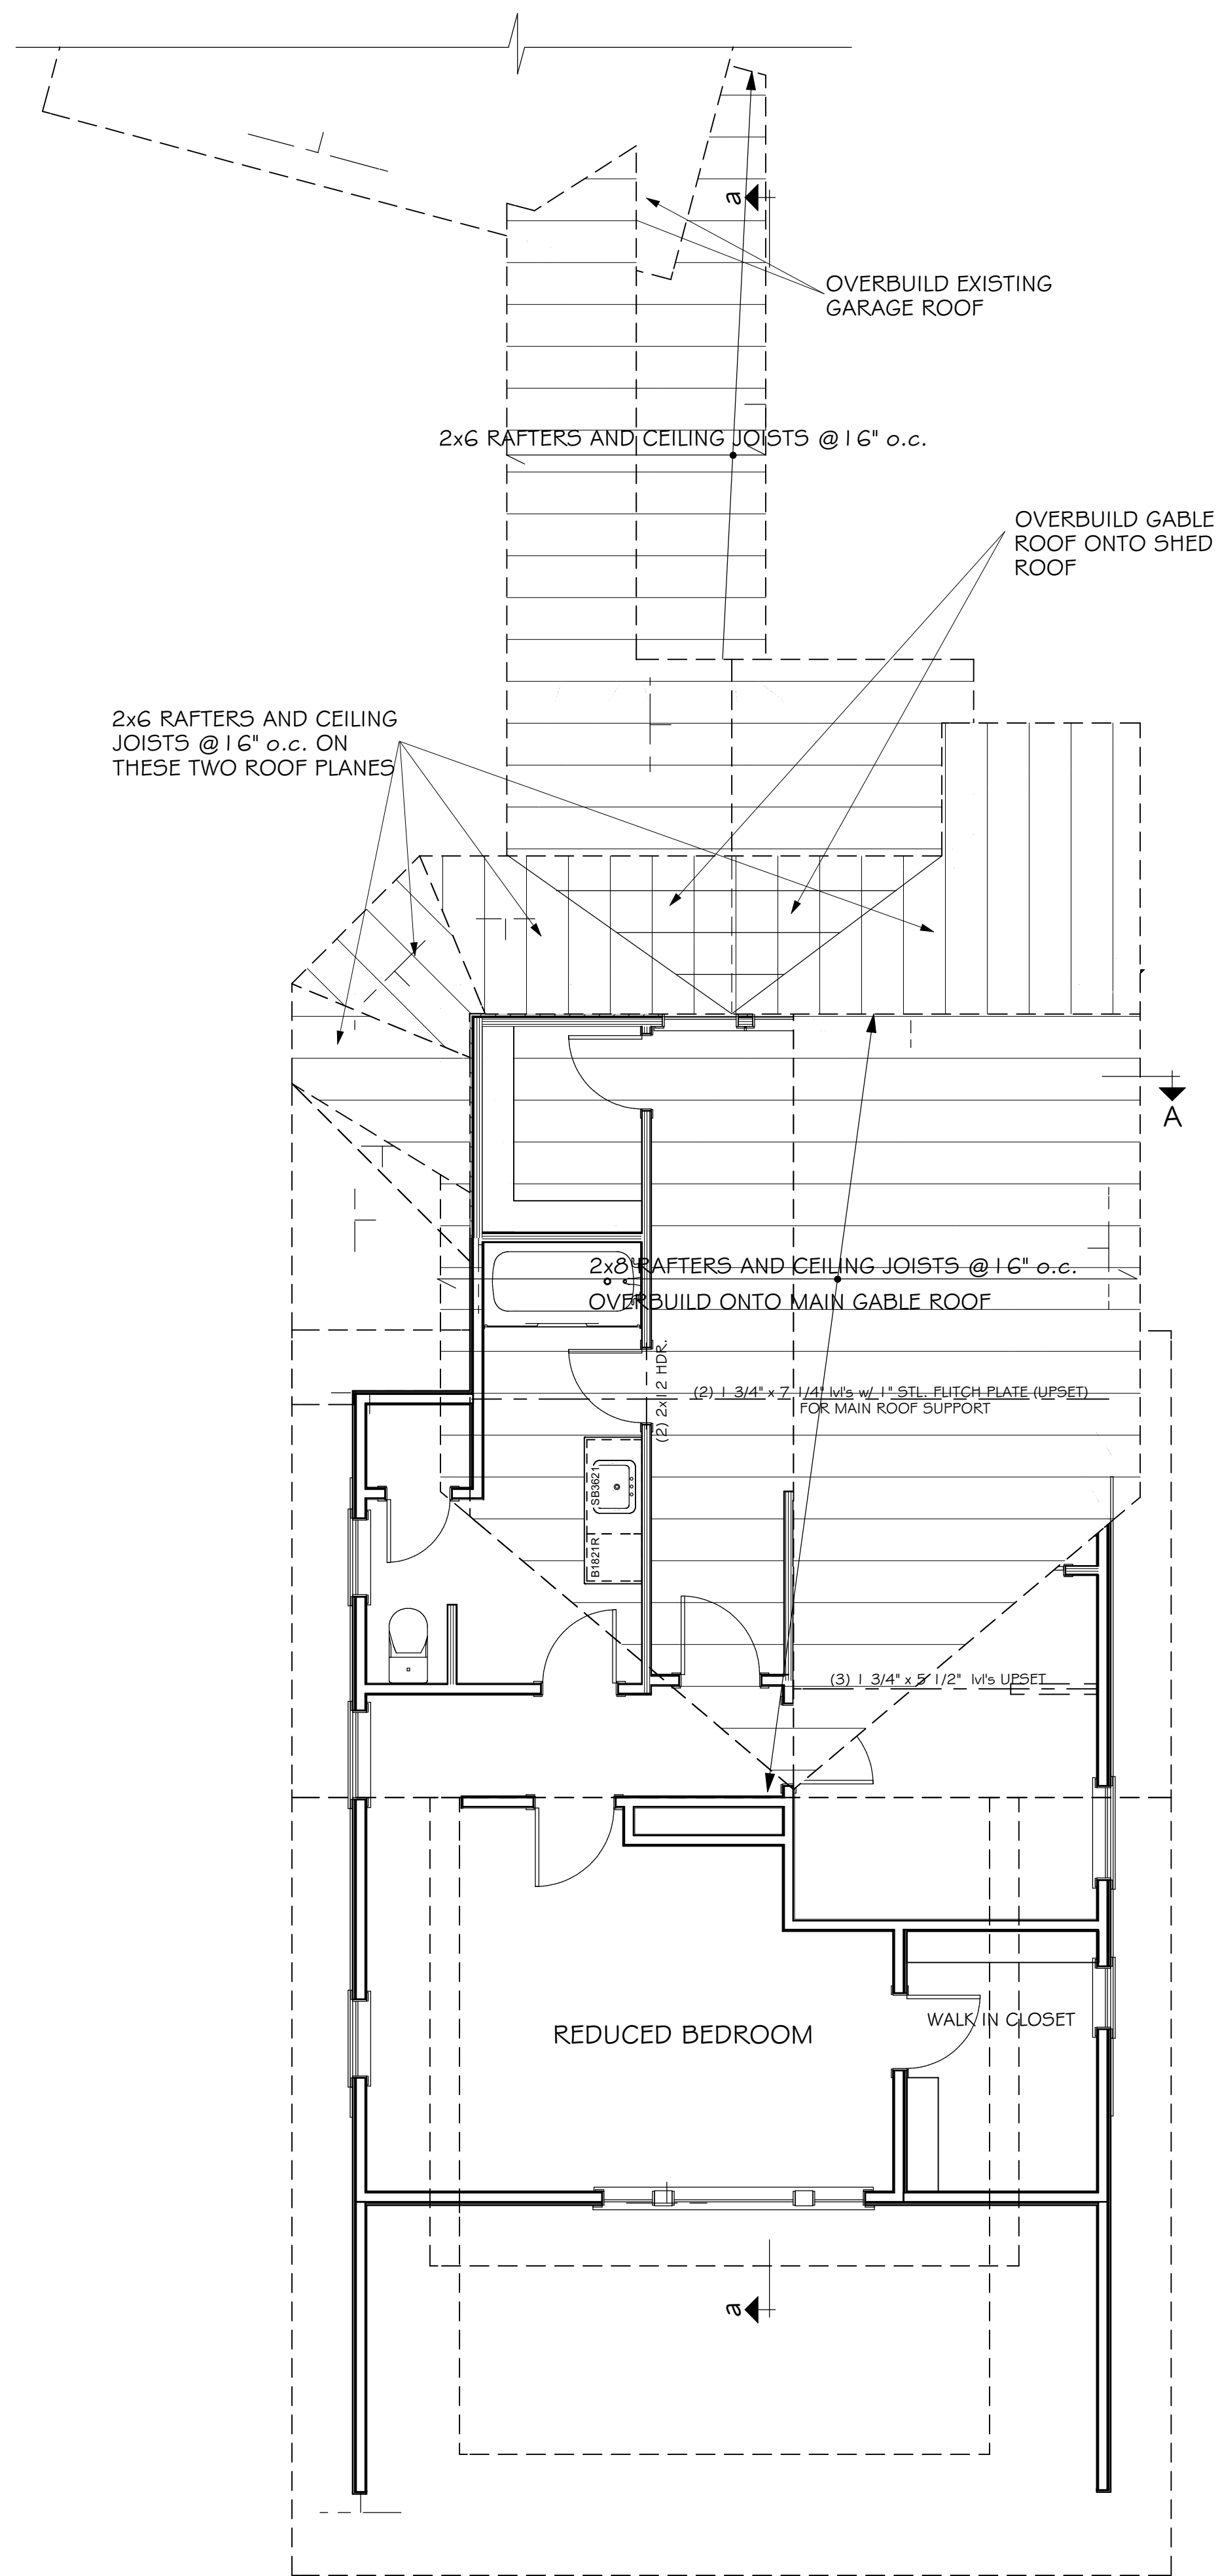 a
OVERBUILD EXISTING
GARAGE ROOF
2x6 RAFTERS AND CEILING JOISTS @16" o.c.
OVERBUILD GABLE
ROOF ONTO SHED
ROOF
2x6 RAFTERS AND CEILING
JOISTS @16" o.c. ON
THESE TWO ROOF PLANES
A
2x8 RAFTERS AND CEILING JOISTS @16" o.c.
OVERBUILD ONTO MAIN GABLE ROOF
(2) 2x12 HDR.
(2) 1 3/4" x 7 1/4" lvl's w/ 1" STL. FLITCH PLATE (UPSET)
FOR MAIN ROOF SUPPORT
SB3621
B1821R
(3) 1 3/4" x 5 1/2" lvl's UPSET
WALK IN CLOSET
REDUCED BEDROOM
a